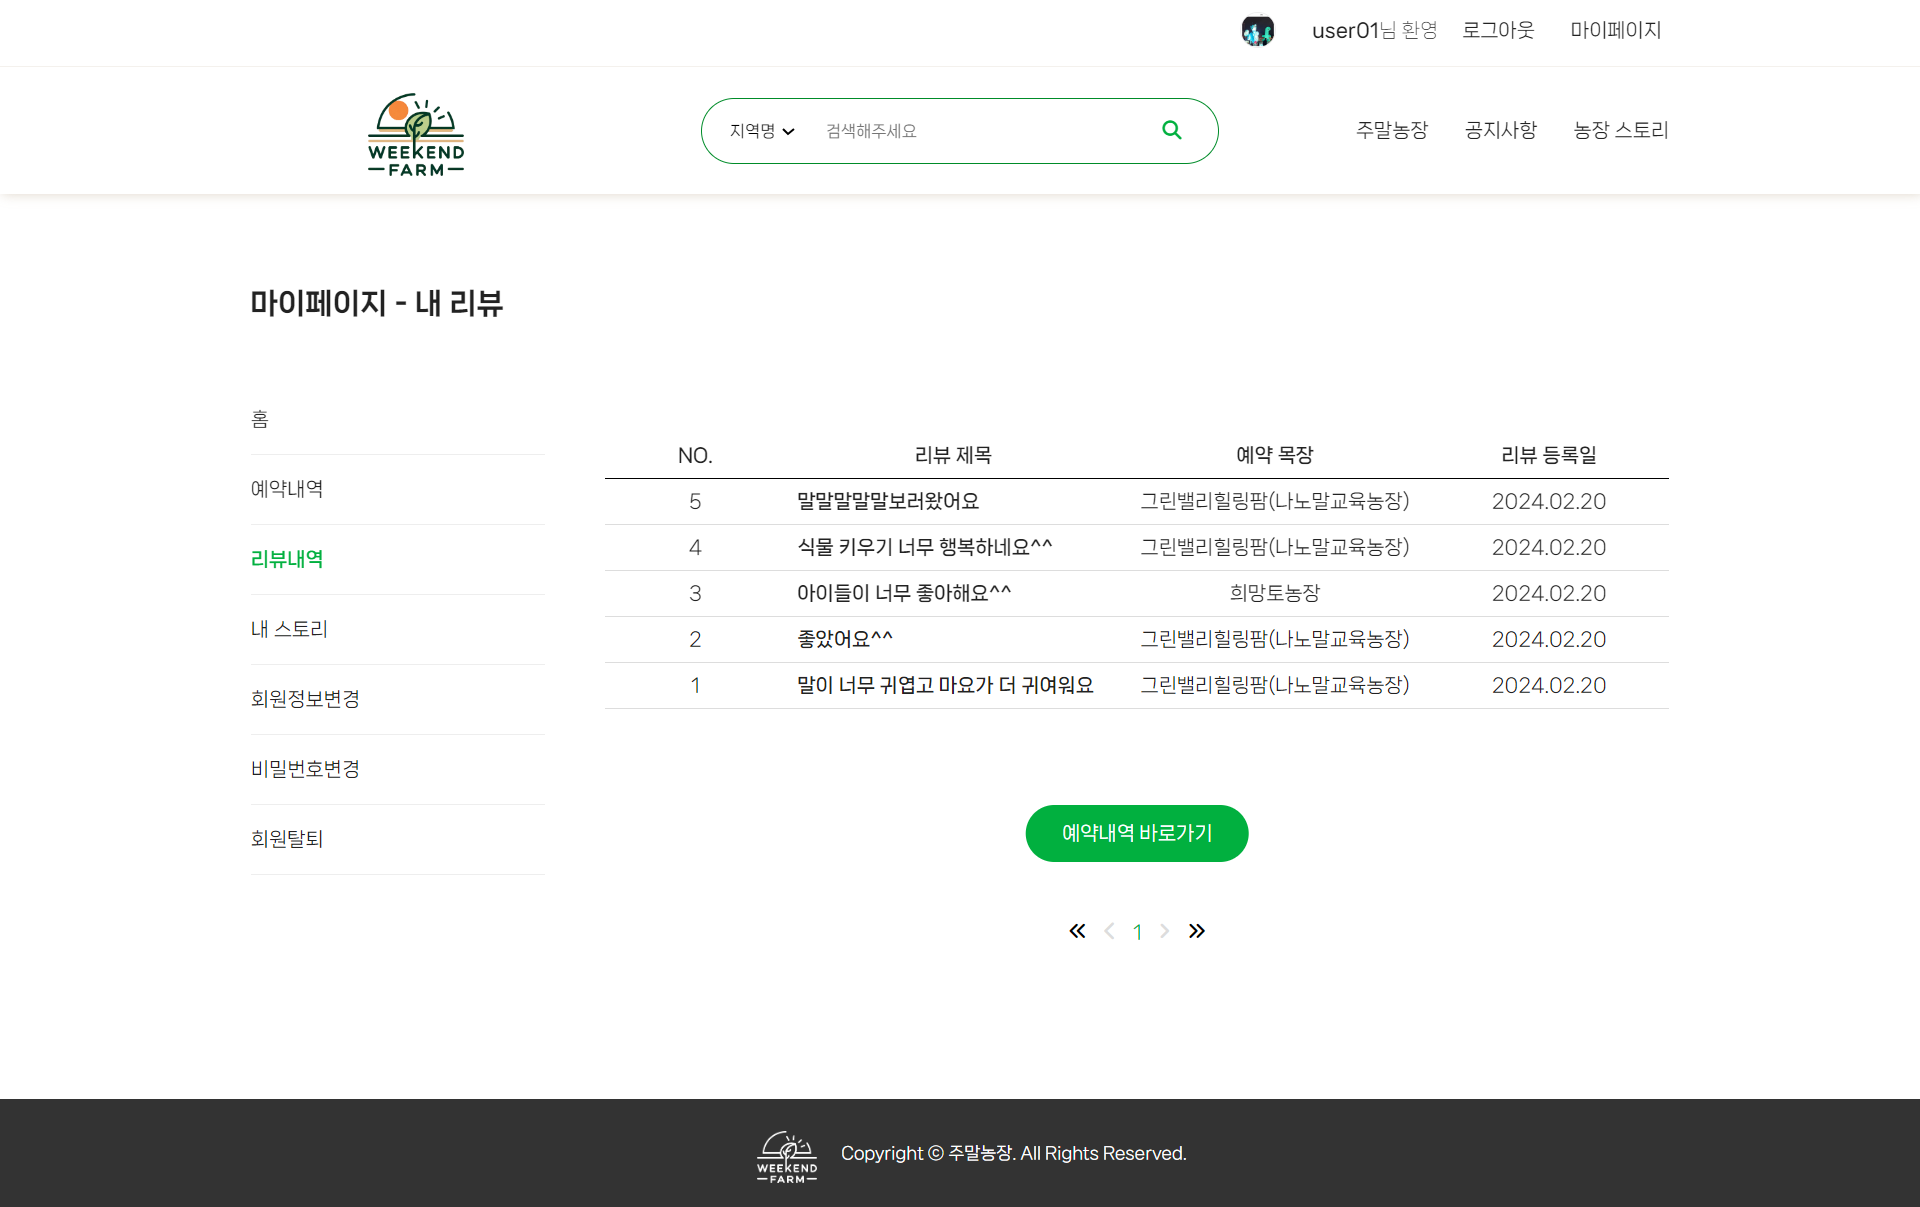 user01님 환영 로그아웃 마이페이지
WEEKEND
FARM
지역명 검색해주세요
주말농장 공지사항 농장 스토리
마이페이지 - 내 리뷰
홈
예약내역
리뷰내역
내 스토리
회원정보변경
비밀번호변경
회원탈퇴
NO. 리뷰 제목 예약 목장 리뷰 등록일
5 말말말말말보러왔어요 그린밸리힐링팜(나노말교육농장) 2024.02.20
4 식물 키우기 너무 행복하네요^^ 그린밸리힐링팜(나노말교육농장) 2024.02.20
3 아이들이 너무 좋아해요^^ 희망토농장 2024.02.20
2 좋았어요^^ 그린밸리힐링팜(나노말교육농장) 2024.02.20
1 말이 너무 귀엽고 마요가 더 귀여워요 그린밸리힐링팜(나노말교육농장) 2024.02.20
예약내역 바로가기
1
WEEKEND
FARM
Copyright ⓒ 주말농장. All Rights Reserved.